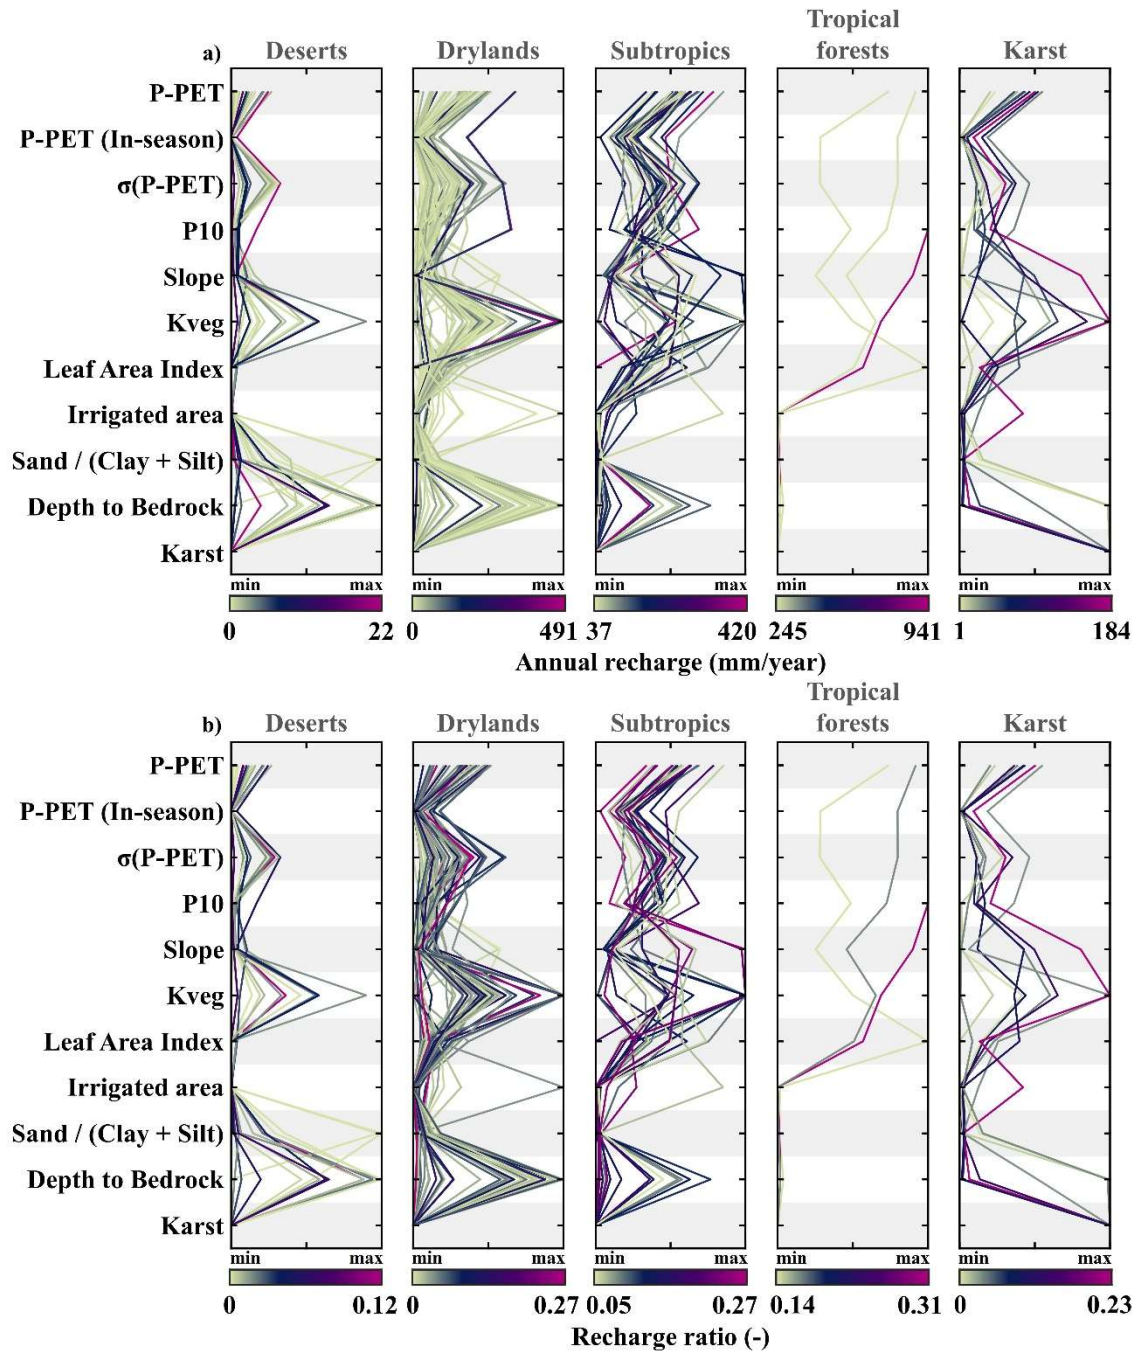 a)
Deserts
Drylands
Subtropics
Tropical
forests
Karst
P-PET
P-PET (In-season)
σ(P-PET)
P10
Slope
Kveg
Leaf Area Index
Irrigated area
Sand / (Clay + Silt)
Depth to Bedrock
Karst
min max min max min max min max min max
0 22 0 491 37 420 245 941 1 184
Annual recharge (mm/year)
b)
Deserts
Drylands
Subtropics
Tropical
forests
Karst
P-PET
P-PET (In-season)
σ(P-PET)
P10
Slope
Kveg
Leaf Area Index
Irrigated area
Sand / (Clay + Silt)
Depth to Bedrock
Karst
min max min max min max min max min max
0 0.12 0 0.27 0.05 0.27 0.14 0.31 0 0.23
Recharge ratio (-)